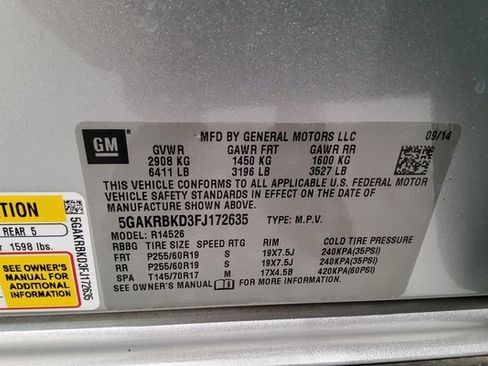 GM
MFD BY GENERAL MOTORS LLC 09/14
GVWR GAWR FRT GAWR RR
2908 KG 1450 KG 1600 KG
6411 LB 3196 LB 3527 LB
THIS VEHICLE CONFORMS TO ALL APPLICABLE U.S. FEDERAL MOTOR
VEHICLE SAFETY STANDARDS IN EFFECT ON THE DATE OF
MANUFACTURE SHOWN ABOVE.
5GAKRBKD3FJ172635 TYPE: M.P.V.
MODEL: R14526
RBBG TIRE SIZE SPEED RTG RIM COLD TIRE PRESSURE
FRT P255/60R19 S 19X7.5J 240KPA(35PSI)
RR P255/60R19 S 19X7.5J 240KPA(35PSI)
SPA T145/70R17 M 17X4.5B 420KPA(60PSI)
SEE OWNER'S MANUAL FOR MORE INFORMATION.
TION
REAR 5
r 1598 lbs.
SEE OWNER'S
MANUAL FOR
ADDITIONAL
INFORMATION
5GAKRBKD3FJ172635